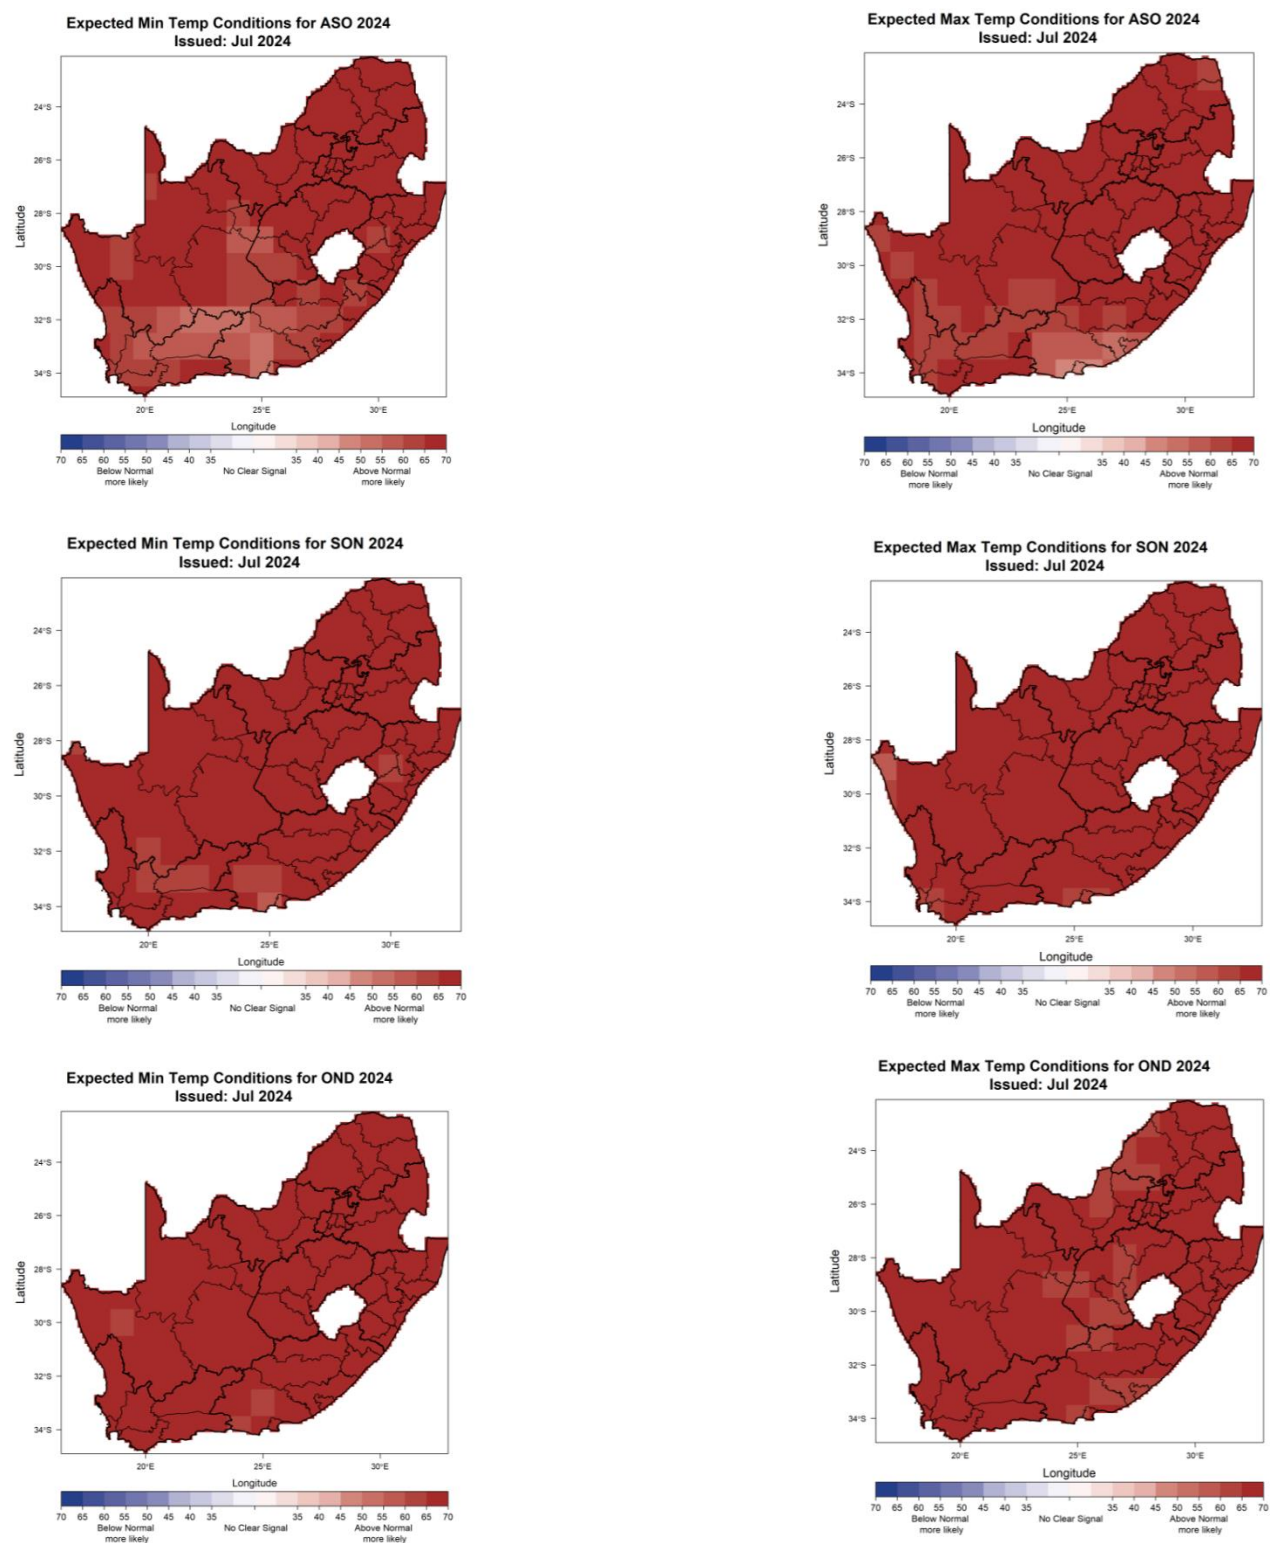 Expected Min Temp Conditions for ASO 2024
Issued: Jul 2024
24°S
26°S
28°S
30°S
32°S
34°S
Latitude
20°E 25°E 30°E
Longitude
70 65 60 55 50 45 40 35 35 40 45 50 55 60 65 70
Below Normal No Clear Signal Above Normal
more likely more likely
Expected Max Temp Conditions for ASO 2024
Issued: Jul 2024
24°S
26°S
28°S
30°S
32°S
34°S
Latitude
20°E 25°E 30°E
Longitude
70 65 60 55 50 45 40 35 35 40 45 50 55 60 65 70
Below Normal No Clear Signal Above Normal
more likely more likely
Expected Min Temp Conditions for SON 2024
Issued: Jul 2024
24°S
26°S
28°S
30°S
32°S
34°S
Latitude
20°E 25°E 30°E
Longitude
70 65 60 55 50 45 40 35 35 40 45 50 55 60 65 70
Below Normal No Clear Signal Above Normal
more likely more likely
Expected Max Temp Conditions for SON 2024
Issued: Jul 2024
24°S
26°S
28°S
30°S
32°S
34°S
Latitude
20°E 25°E 30°E
Longitude
70 65 60 55 50 45 40 35 35 40 45 50 55 60 65 70
Below Normal No Clear Signal Above Normal
more likely more likely
Expected Min Temp Conditions for OND 2024
Issued: Jul 2024
24°S
26°S
28°S
30°S
32°S
34°S
Latitude
20°E 25°E 30°E
Longitude
70 65 60 55 50 45 40 35 35 40 45 50 55 60 65 70
Below Normal No Clear Signal Above Normal
more likely more likely
Expected Max Temp Conditions for OND 2024
Issued: Jul 2024
24°S
26°S
28°S
30°S
32°S
34°S
Latitude
20°E 25°E 30°E
Longitude
70 65 60 55 50 45 40 35 35 40 45 50 55 60 65 70
Below Normal No Clear Signal Above Normal
more likely more likely